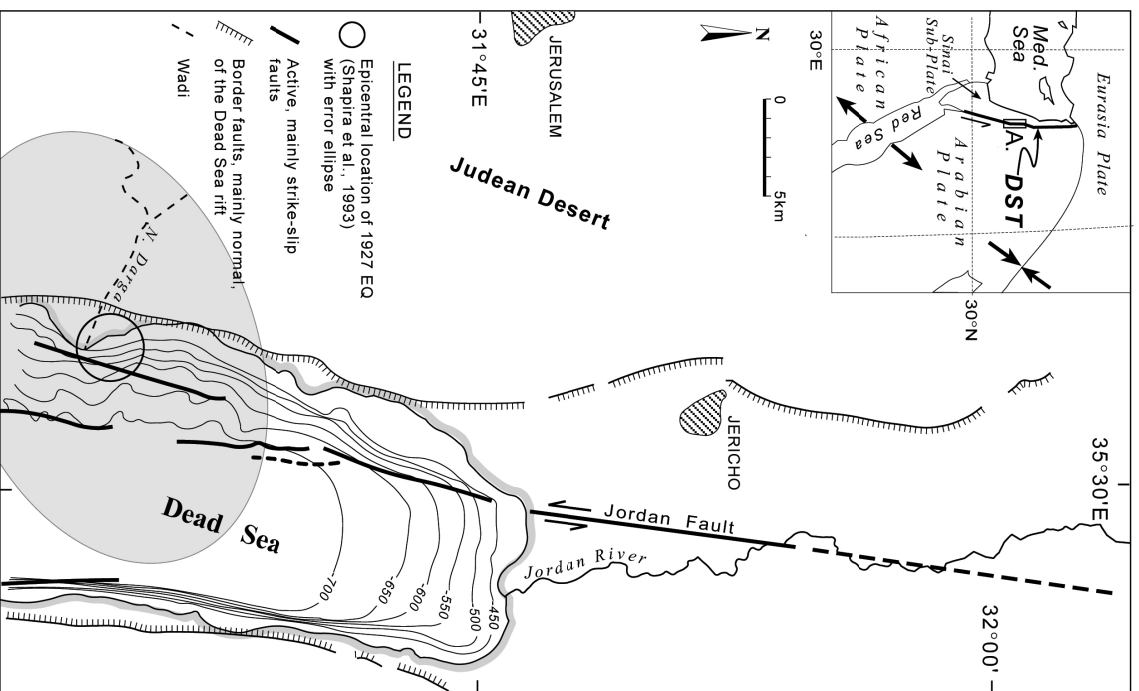 Eurasia Plate
Med.
Sea
Sinai
Sub-Plate
African
Plate
Red Sea
Arabian
Plate
A.
DST
30°E
30°N
N
0
5km
31°45'E
JERUSALEM
Judean Desert
LEGEND
Epicentral location of 1927 EQ
(Shapira et al., 1993)
with error ellipse
Active, mainly strike-slip
faults
Border faults, mainly normal,
of the Dead Sea rift
Wadi
N. Darga
JERICHO
35°30'E
Jordan Fault
Jordan River
32°00'
Dead Sea
-450
-500
-550
-600
-650
-700